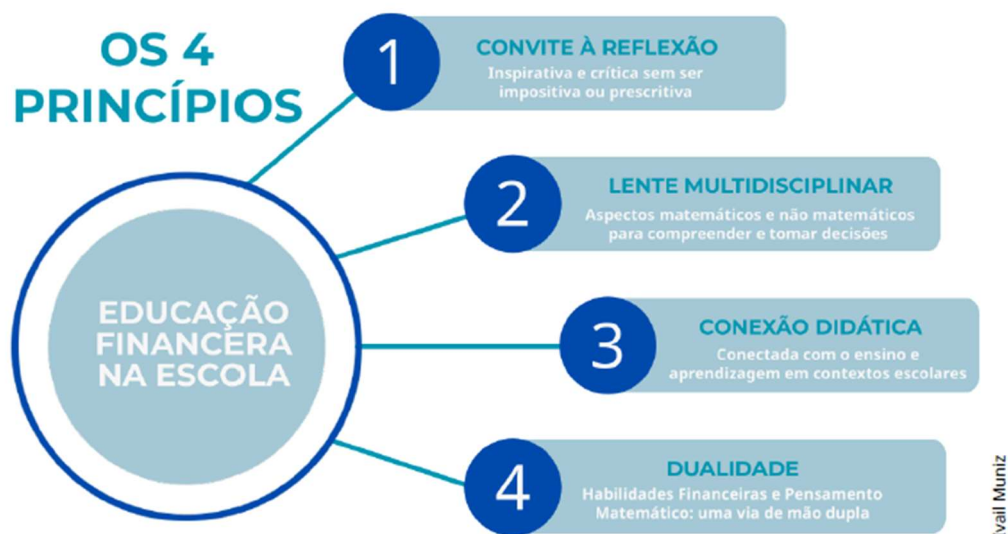 OS 4
PRINCÍPIOS
1
CONVITE À REFLEXÃO
Inspirativa e crítica sem ser
impositiva ou prescritiva
2
LENTE MULTIDISCIPLINAR
Aspectos matemáticos e não matemáticos
para compreender e tomar decisões
EDUCAÇÃO
FINANCERA
NA ESCOLA
3
CONEXÃO DIDÁTICA
Conectada com o ensino e
aprendizagem em contextos escolares
4
DUALIDADE
Habilidades Financeiras e Pensamento
Matemático: uma via de mão dupla
Ivail Muniz